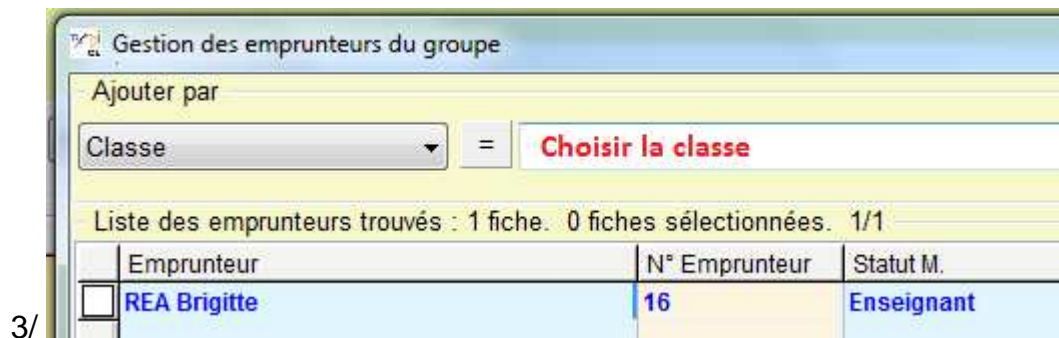 Gestion des emprunteurs du groupe
Ajouter par
Classe = Choisir la classe
Liste des emprunteurs trouvés : 1 fiche. 0 fiches sélectionnées. 1/1
Emprunteur N° Emprunteur Statut M.
REA Brigitte 16 Enseignant
3/